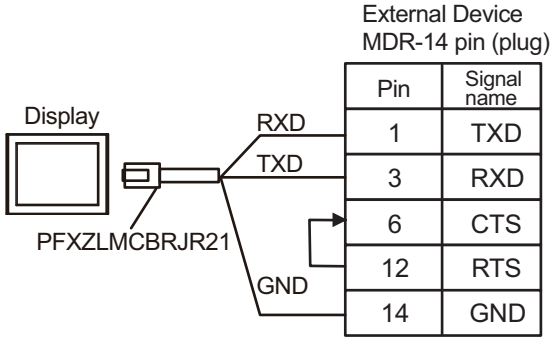 External Device
MDR-14 pin (plug)
Pin Signal name
Display
RXD 1 TXD
TXD 3 RXD
6 CTS
PFXZLMCBRJR21
12 RTS
GND 14 GND